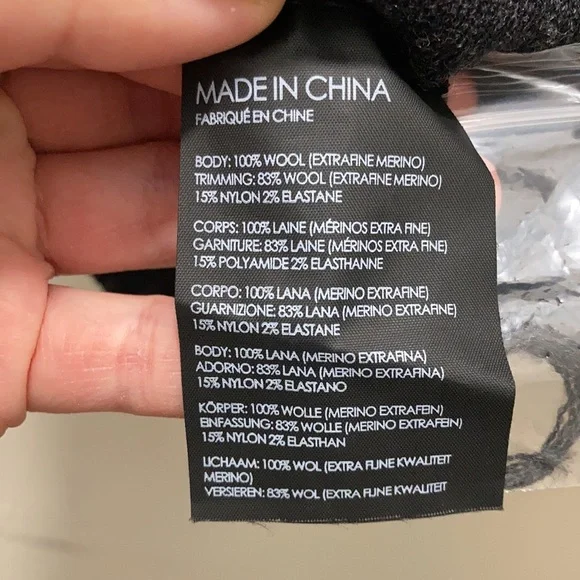 MADE IN CHINA
FABRIQUÉ EN CHINE
BODY: 100% WOOL (EXTRAFINE MERINO)
TRIMMING: 83% WOOL (EXTRAFINE MERINO)
15% NYLON 2% ELASTANE
CORPS: 100% LAINE (MÉRINOS EXTRA FINE)
GARNITURE: 83% LAINE (MÉRINOS EXTRA FINE)
15% POLYAMIDE 2% ELASTHANNE
CORPO: 100% LANA (MERINO EXTRAFINE)
GUARNIZIONE: 83% LANA (MERINO EXTRAFINE)
15% NYLON 2% ELASTANE
BODY: 100% LANA (MERINO EXTRAFINA)
ADORNO: 83% LANA (MERINO EXTRAFINA)
15% NYLON 2% ELASTANO
KÖRPER: 100% WOLLE (MERINO EXTRAFEIN)
EINFASSUNG: 83% WOLLE (MERINO EXTRAFEIN)
15% NYLON 2% ELASTHAN
LICHAAM: 100% WOL (EXTRA FIJNE KWALITEIT
MERINO)
VERSIEREN: 83% WOL (EXTRA FIJNE KWALITEIT